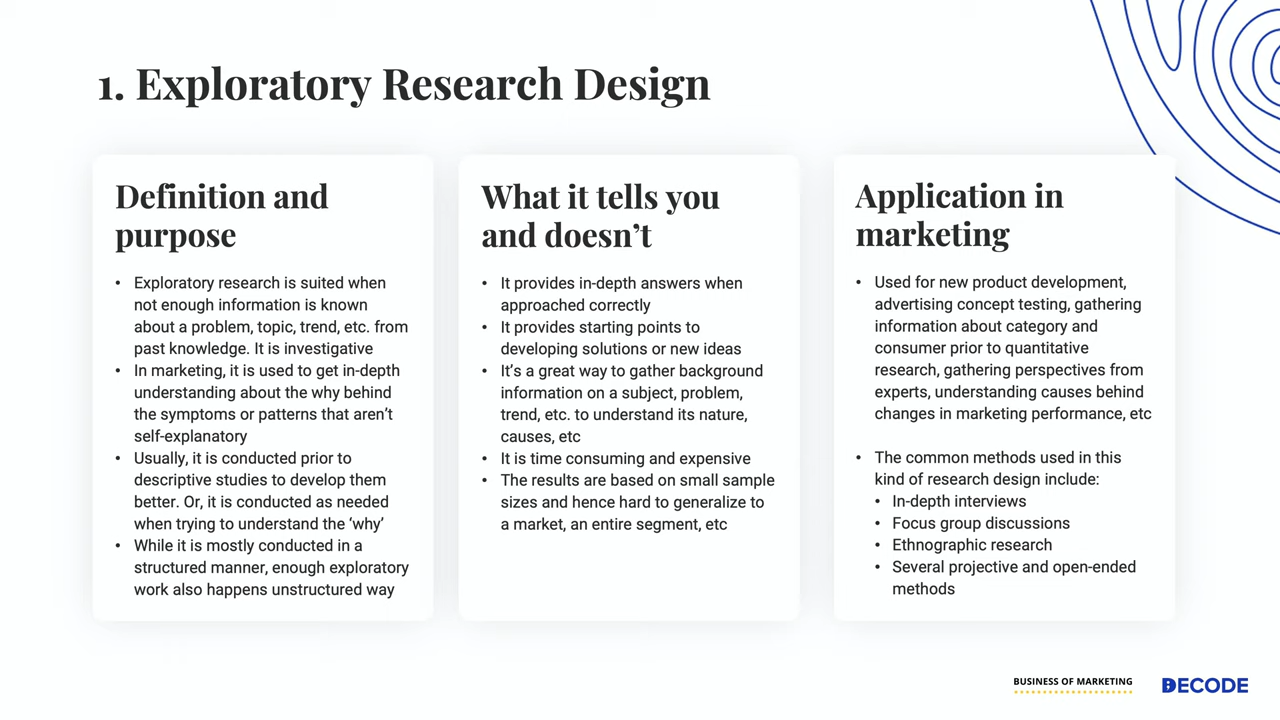 1. Exploratory Research Design
Definition and
purpose
• Exploratory research is suited when
not enough information is known
about a problem, topic, trend, etc. from
past knowledge. It is investigative
• In marketing, it is used to get in-depth
understanding about the why behind
the symptoms or patterns that aren't
self-explanatory
• Usually, it is conducted prior to
descriptive studies to develop them
better. Or, it is conducted as needed
when trying to understand the ‘why’
• While it is mostly conducted in a
structured manner, enough exploratory
work also happens unstructured way
What it tells you
and doesn’t
• It provides in-depth answers when
approached correctly
• It provides starting points to
developing solutions or new ideas
• It’s a great way to gather background
information on a subject, problem,
trend, etc. to understand its nature,
causes, etc
• It is time consuming and expensive
• The results are based on small sample
sizes and hence hard to generalize to
a market, an entire segment, etc
Application in
marketing
• Used for new product development,
advertising concept testing, gathering
information about category and
consumer prior to quantitative
research, gathering perspectives from
experts, understanding causes behind
changes in marketing performance, etc
• The common methods used in this
kind of research design include:
• In-depth interviews
• Focus group discussions
• Ethnographic research
• Several projective and open-ended
methods
BUSINESS OF MARKETING
DECODE